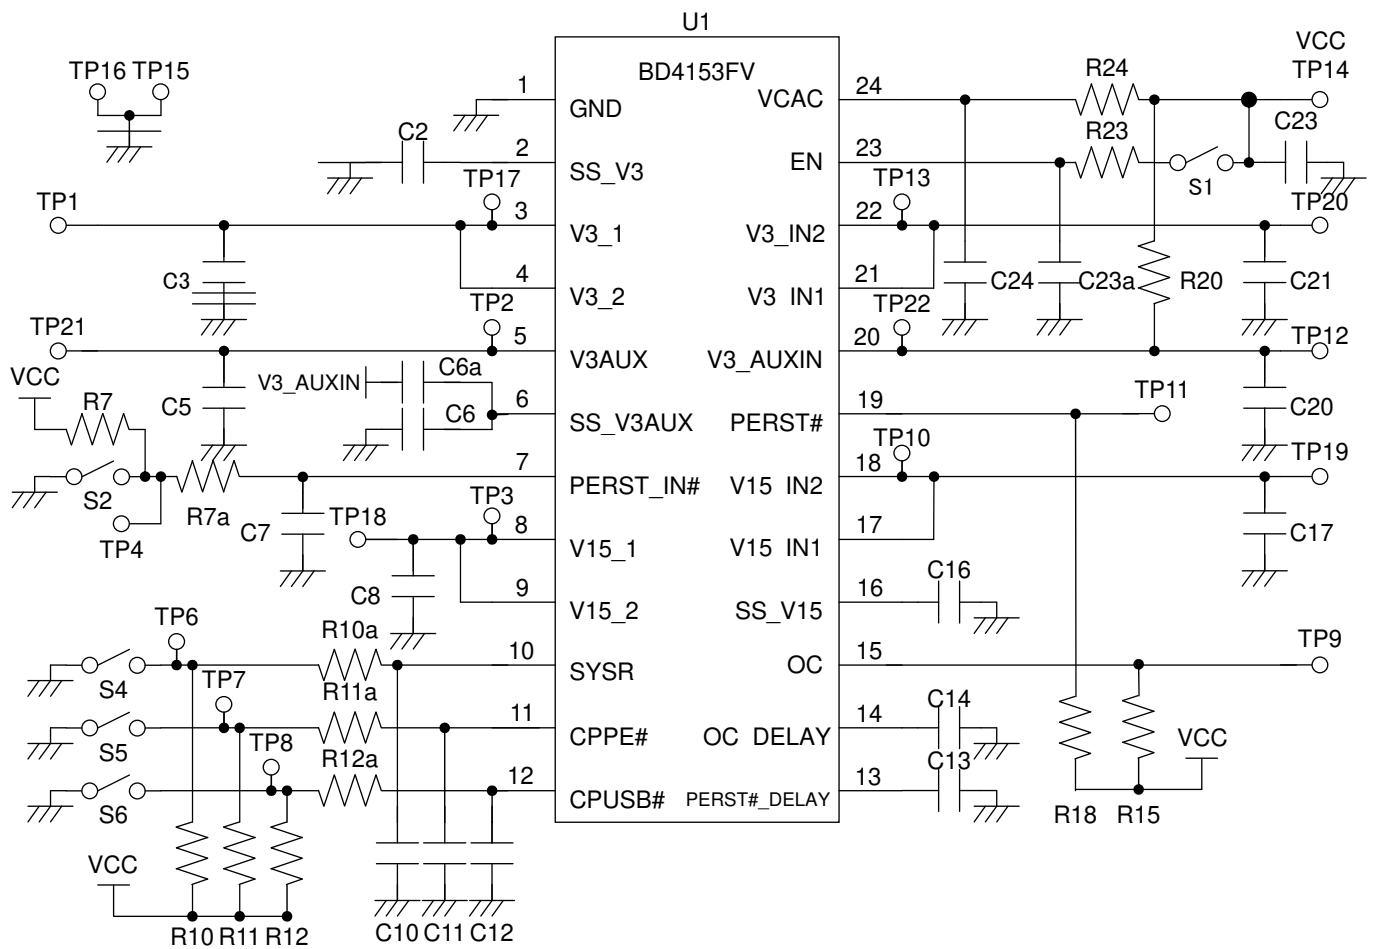 U1
BD4153FV
VCC
TP14
TP16 TP15
1
GND
C2
2
SS_V3
TP17
TP1
3
V3_1
4
V3_2
C3
TP2
TP21
5
V3AUX
VCC
V3_AUXIN
C6a
C6
6
SS_V3AUX
R7
C5
7
PERST_IN#
S2
R7a
TP4
C7
TP18
TP3
8
V15_1
9
V15_2
C8
TP6
R10a
10
SYSR
S4
TP7
R11a
11
CPPE#
S5
TP8
R12a
12
CPUSB#
S6
VCC
R10 R11 R12
C10 C11 C12
24
VCAC
R24
C23
23
EN
R23
S1
TP13
TP20
22
V3_IN2
21
V3 IN1
C24
C23a
R20
C21
TP22
TP12
20
V3_AUXIN
C20
19
PERST#
TP11
TP10
TP19
18
V15 IN2
17
V15 IN1
C17
16
SS_V15
C16
15
OC
TP9
14
OC DELAY
C14
13
PERST#_DELAY
C13
VCC
R18 R15